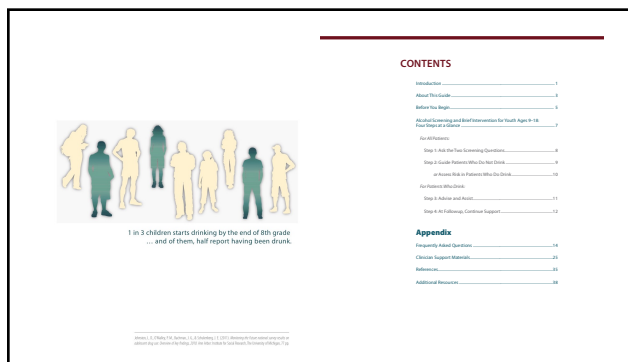 1 in 3 children starts drinking by the end of 8th grade
… and of them, half report having been drunk.
CONTENTS
Introduction 1
About This Guide 3
Before You Begin 5
Alcohol Screening and Brief Intervention for Youth Ages 9–18:
Four Steps at a Glance 7
For All Patients:
Step 1: Ask the Two Screening Questions 8
Step 2: Guide Patients Who Do Not Drink 9
or Assess Risk in Patients Who Do Drink 10
For Patients Who Drink:
Step 3: Advise and Assist 11
Step 4: At Followup, Continue Support 12
Appendix
Frequently Asked Questions
Clinician Support Materials 25
References
Additional Resources